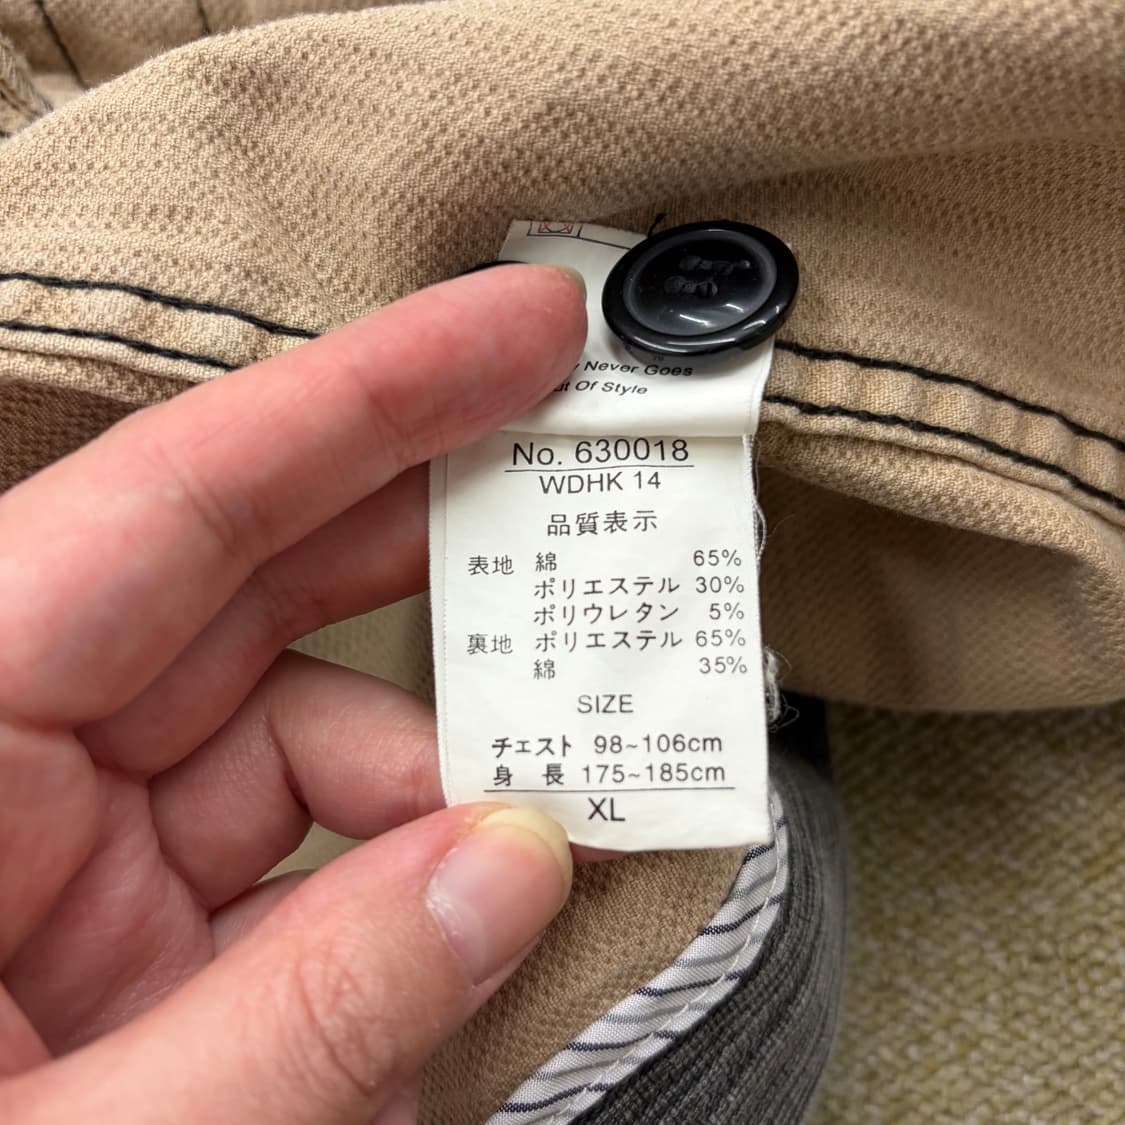 Never Goes
Of Style
No. 630018
WDHK 14
品質表示
表地 綿 65%
ポリエステル 30%
ポリウレタン 5%
裏地 ポリエステル 65%
綿 35%
SIZE
チェスト 98~106cm
身 長 175~185cm
XL